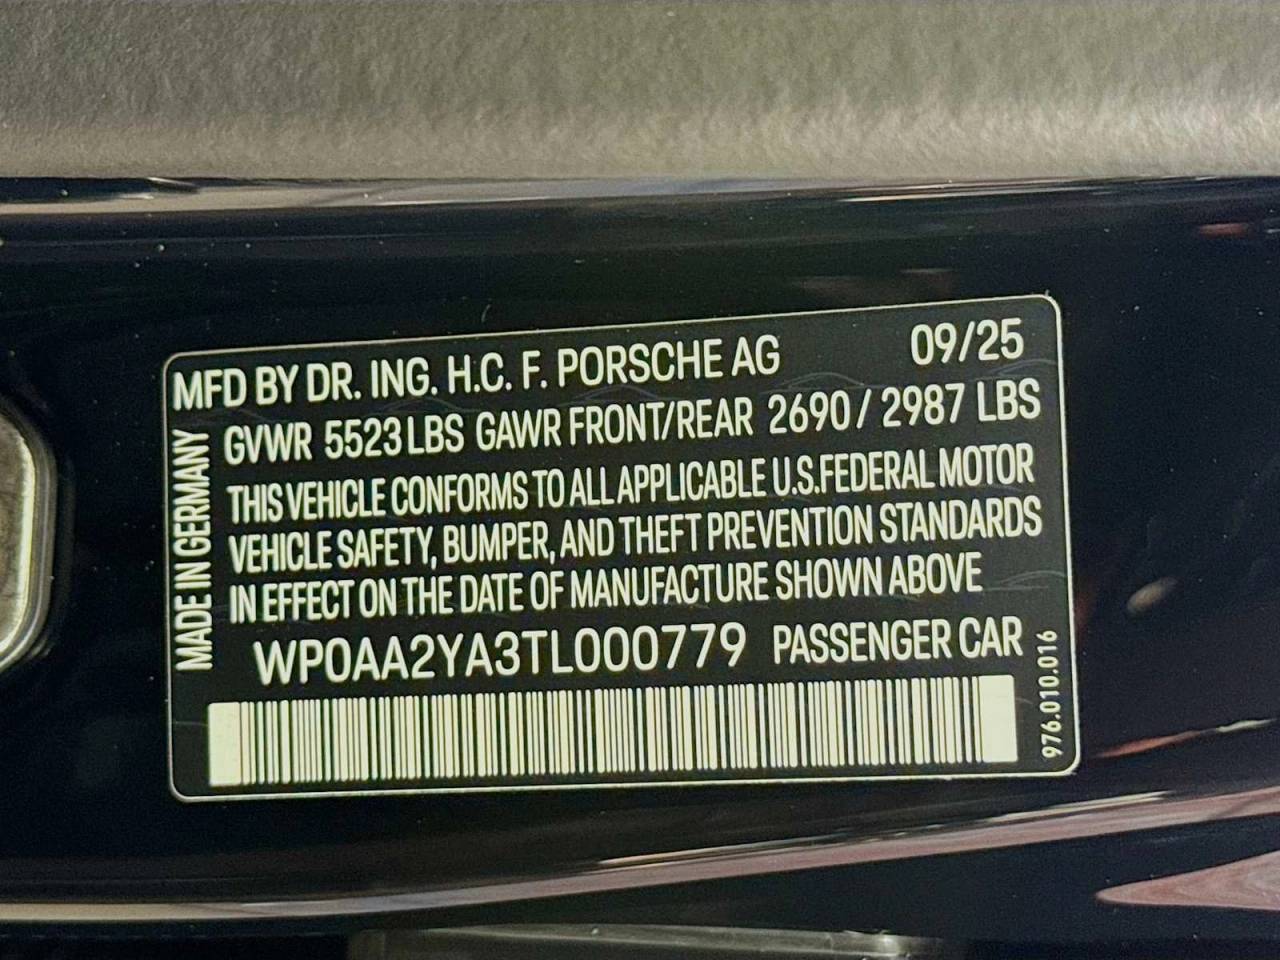 MFD BY DR. ING. H.C. F. PORSCHE AG 09/25
GVWR 5523 LBS GAWR FRONT/REAR 2690 / 2987 LBS
THIS VEHICLE CONFORMS TO ALL APPLICABLE U.S.FEDERAL MOTOR
VEHICLE SAFETY, BUMPER, AND THEFT PREVENTION STANDARDS
IN EFFECT ON THE DATE OF MANUFACTURE SHOWN ABOVE
WP0AA2YA3TL000779 PASSENGER CAR
MADE IN GERMANY
976.010.016